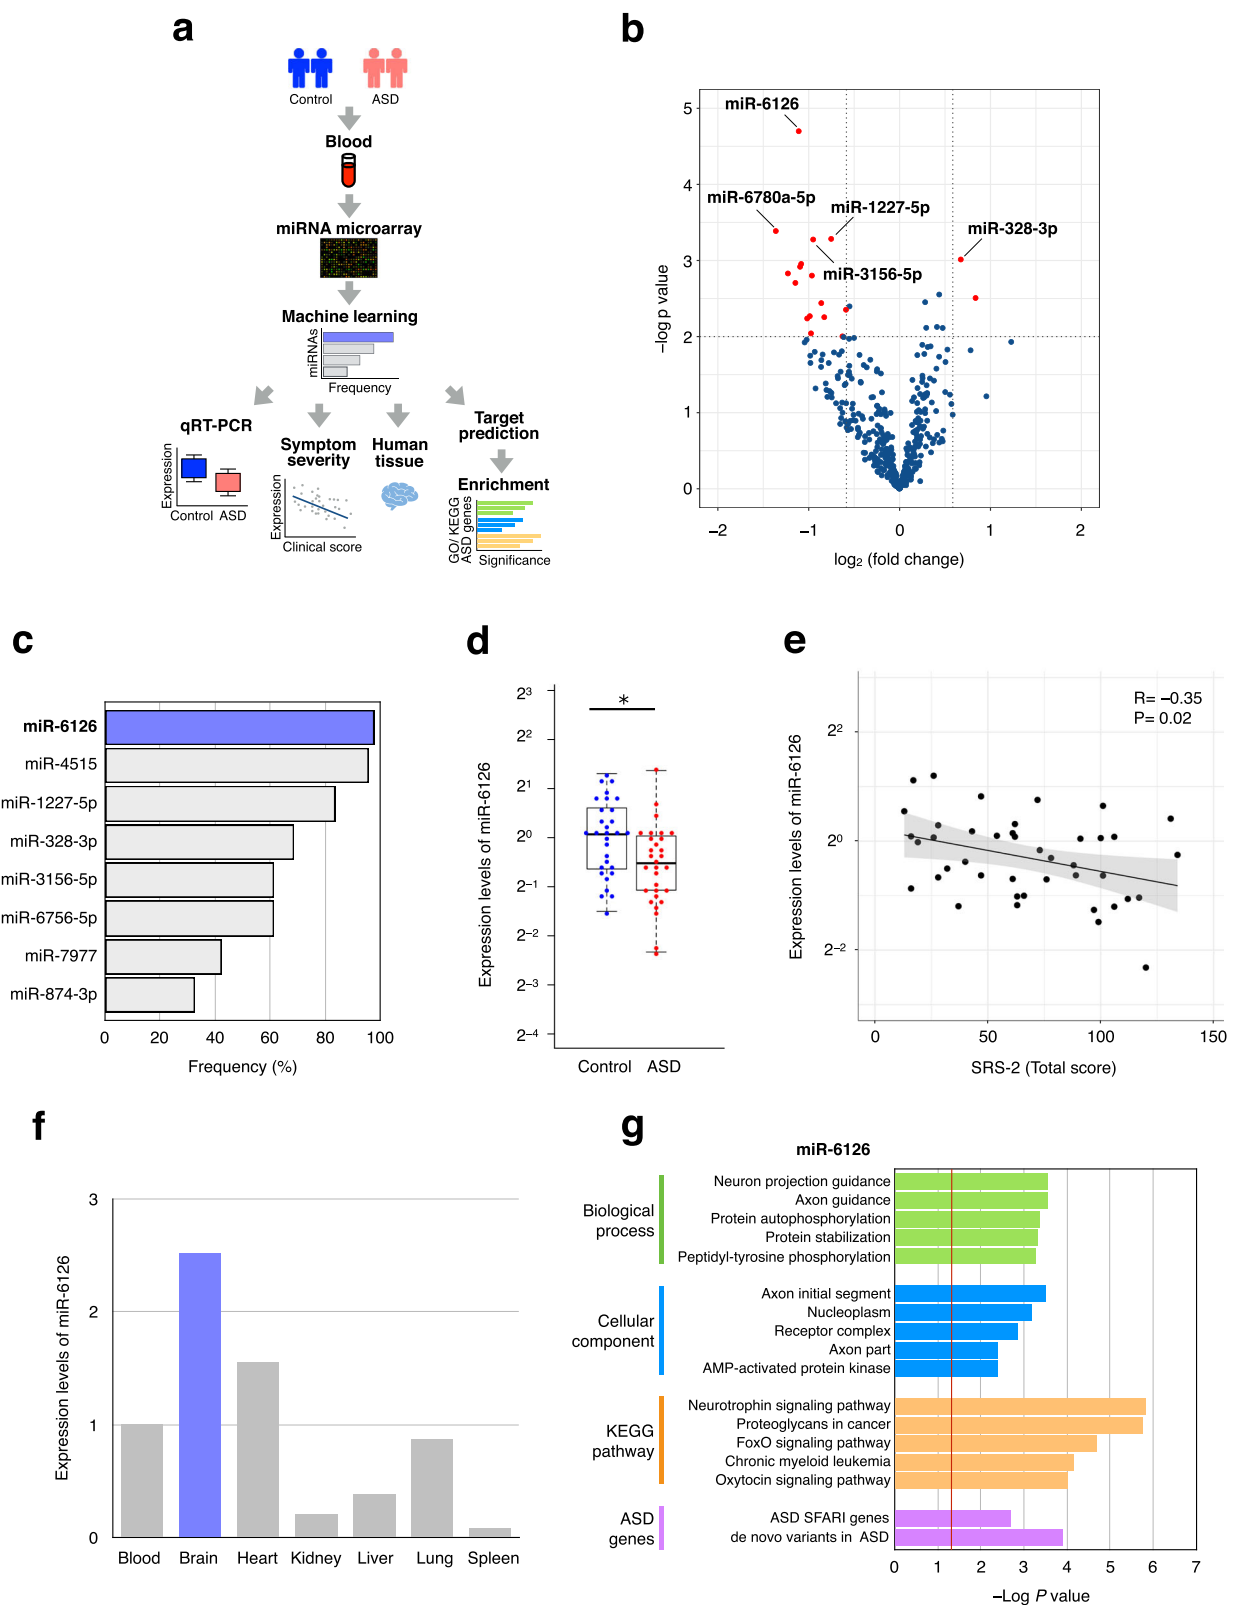 a
Control
ASD
Blood
miRNA microarray
Machine learning
miRNAs
Frequency
qRT-PCR
Expression
Control ASD
Symptom
severity
Expression
Clinical score
Human
tissue
Target
prediction
Enrichment
GO/ KEGG
ASD genes
Significance
b
miR-6126
miR-6780a-5p
miR-1227-5p
miR-328-3p
miR-3156-5p
−log p value
5
4
3
2
1
0
−2
−1
0
1
2
log2 (fold change)
c
miR-6126
miR-4515
miR-1227-5p
miR-328-3p
miR-3156-5p
miR-6756-5p
miR-7977
miR-874-3p
0 20 40 60 80 100
Frequency (%)
d
Expression levels of miR-6126
2³
2²
2¹
2⁰
2⁻¹
2⁻²
2⁻³
2⁻⁴
*
Control ASD
e
Expression levels of miR-6126
R= −0.35
P= 0.02
2²
2⁰
2⁻²
0 50 100 150
SRS-2 (Total score)
f
Expression levels of miR-6126
3
2
1
0
Blood Brain Heart Kidney Liver Lung Spleen
g
miR-6126
Biological
process
Neuron projection guidance
Axon guidance
Protein autophosphorylation
Protein stabilization
Peptidyl-tyrosine phosphorylation
Cellular
component
Axon initial segment
Nucleoplasm
Receptor complex
Axon part
AMP-activated protein kinase
KEGG
pathway
Neurotrophin signaling pathway
Proteoglycans in cancer
FoxO signaling pathway
Chronic myeloid leukemia
Oxytocin signaling pathway
ASD
genes
ASD SFARI genes
de novo variants in ASD
0 1 2 3 4 5 6 7
−Log P value